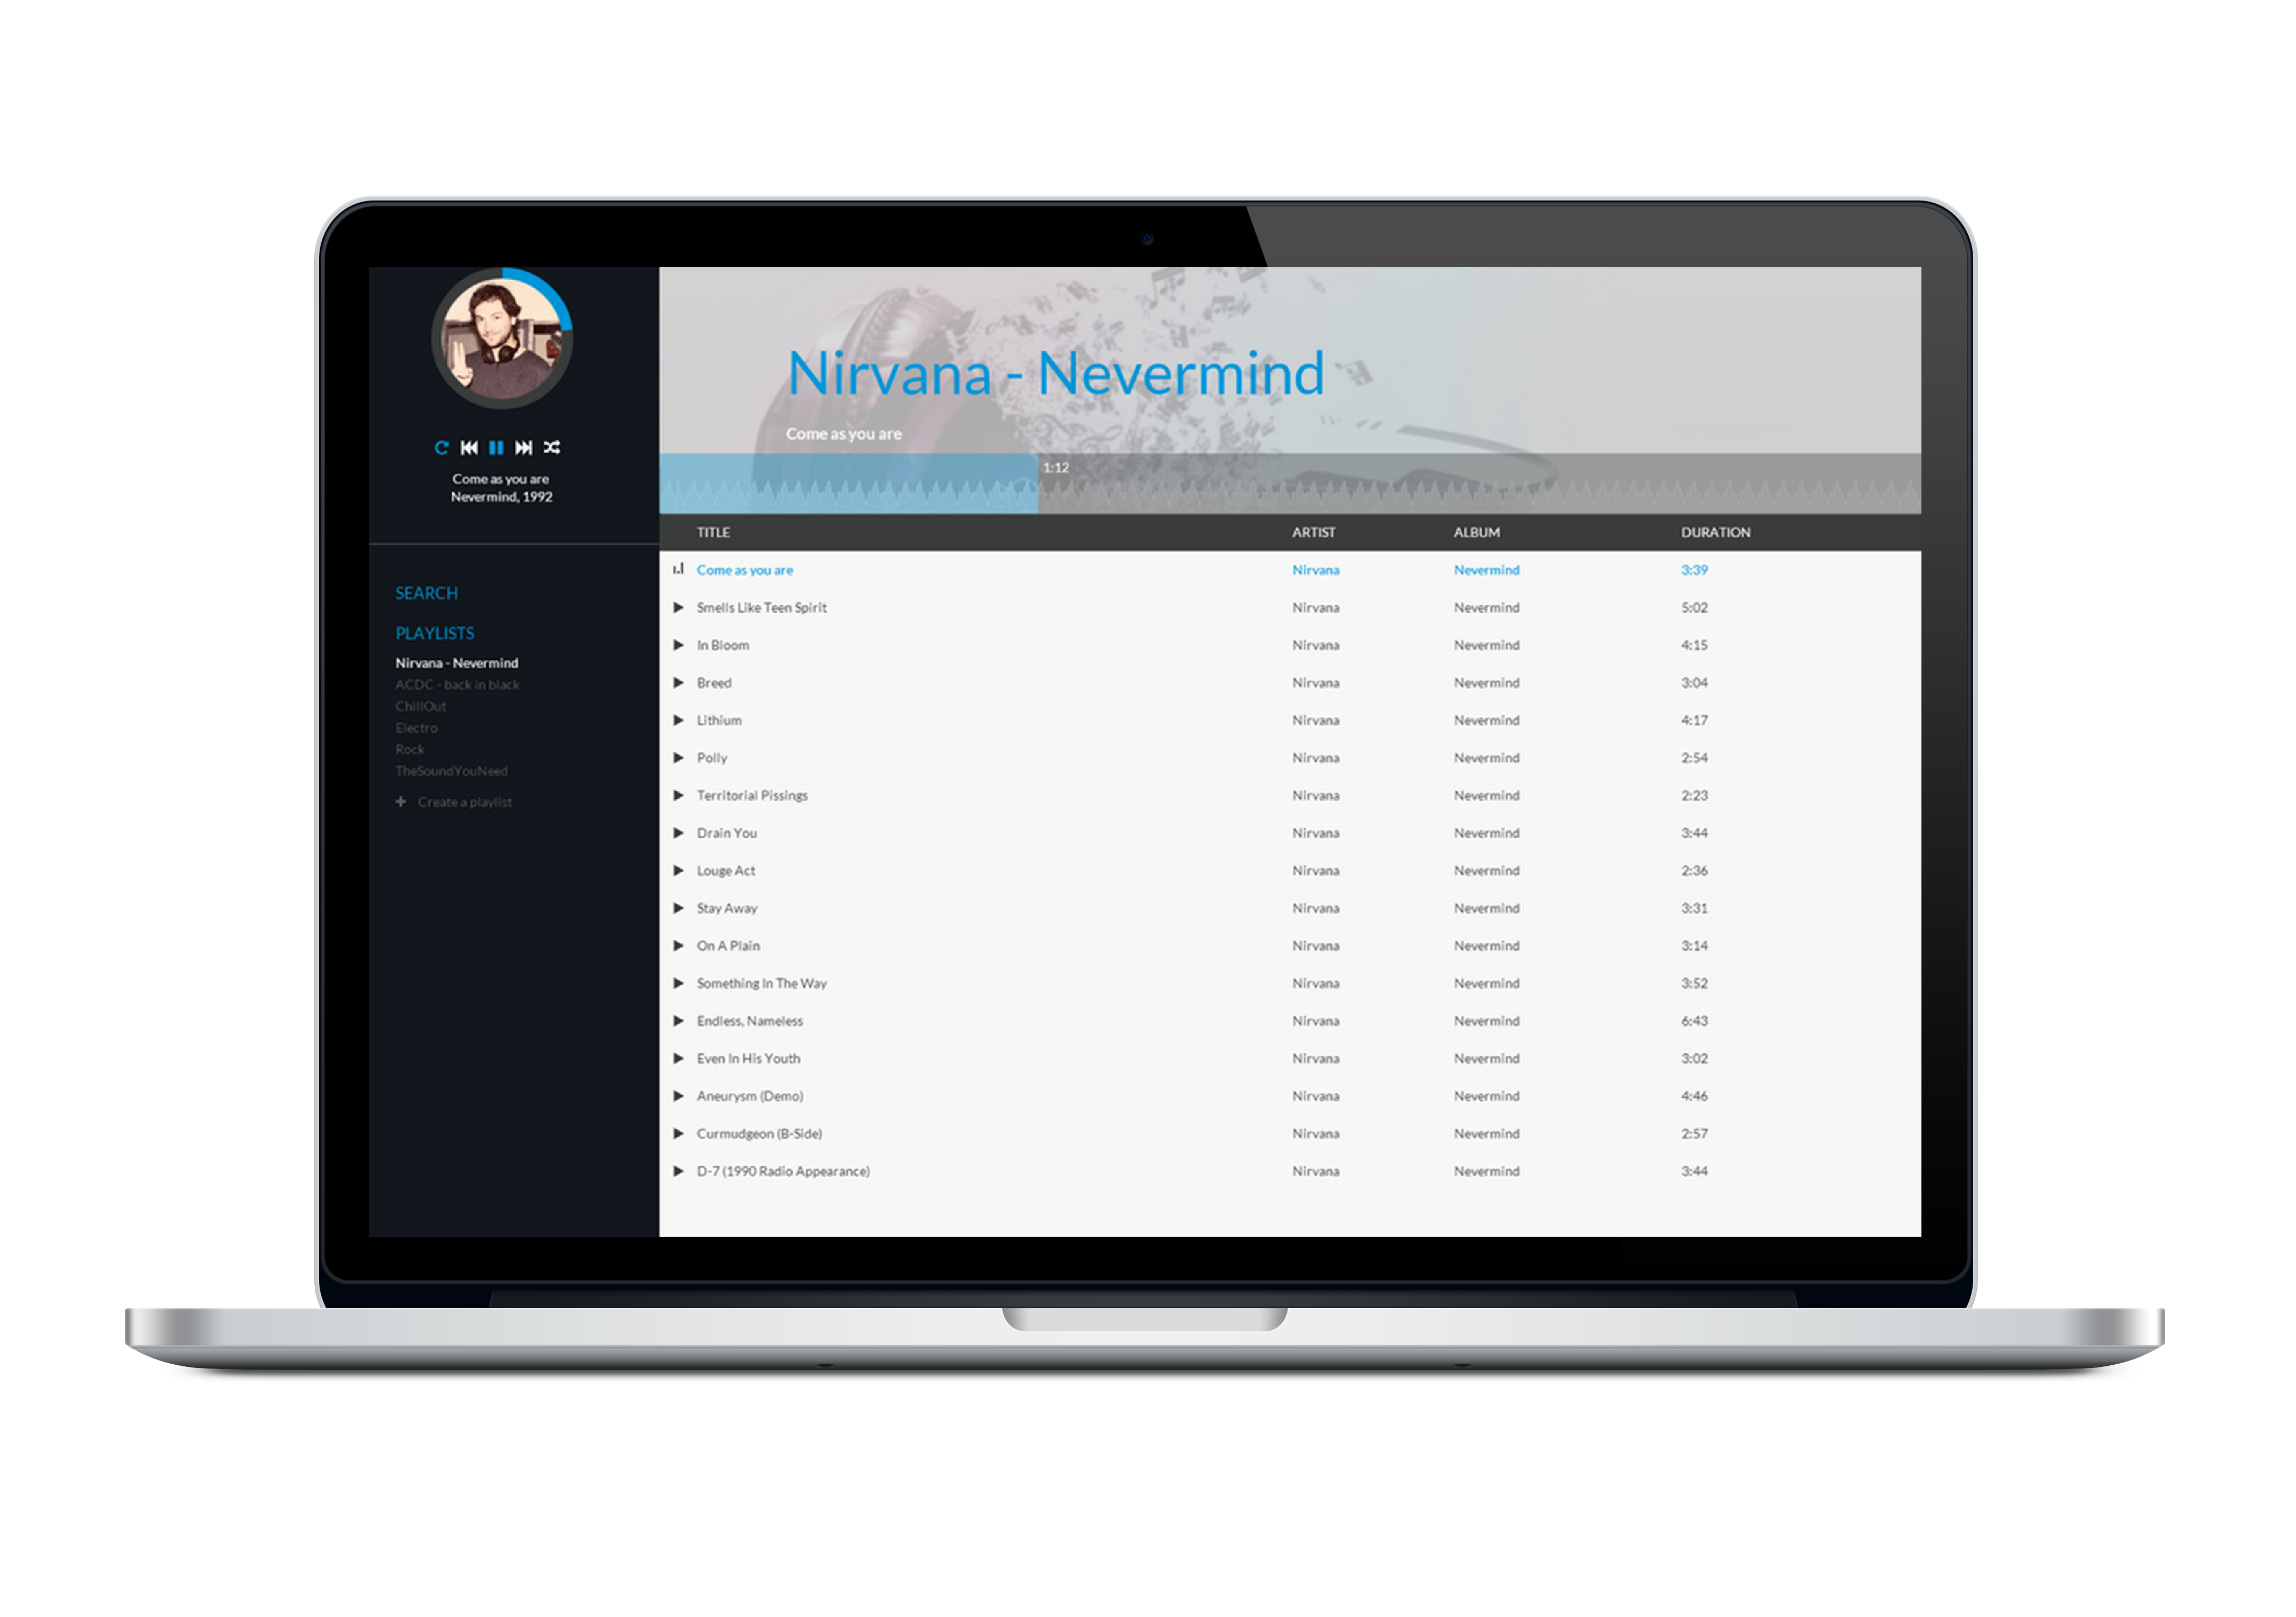 Come as you are
Nevermind, 1992
SEARCH
PLAYLISTS
Nirvana - Nevermind
ACDC - back in black
ChillOut
Electro
Rock
TheSoundYouNeed
Create a playlist
Nirvana - Nevermind
Come as you are
1:12
TITLE ARTIST ALBUM DURATION
Come as you are Nirvana Nevermind 3:39
Smells Like Teen Spirit Nirvana Nevermind 5:02
In Bloom Nirvana Nevermind 4:15
Breed Nirvana Nevermind 3:04
Lithium Nirvana Nevermind 4:17
Polly Nirvana Nevermind 2:54
Territorial Pissings Nirvana Nevermind 2:23
Drain You Nirvana Nevermind 3:44
Louge Act Nirvana Nevermind 2:36
Stay Away Nirvana Nevermind 3:31
On A Plain Nirvana Nevermind 3:14
Something In The Way Nirvana Nevermind 3:52
Endless, Nameless Nirvana Nevermind 6:43
Even In His Youth Nirvana Nevermind 3:02
Aneurysm (Demo) Nirvana Nevermind 4:46
Curmudgeon (B-Side) Nirvana Nevermind 2:57
D-7 (1990 Radio Appearance) Nirvana Nevermind 3:44